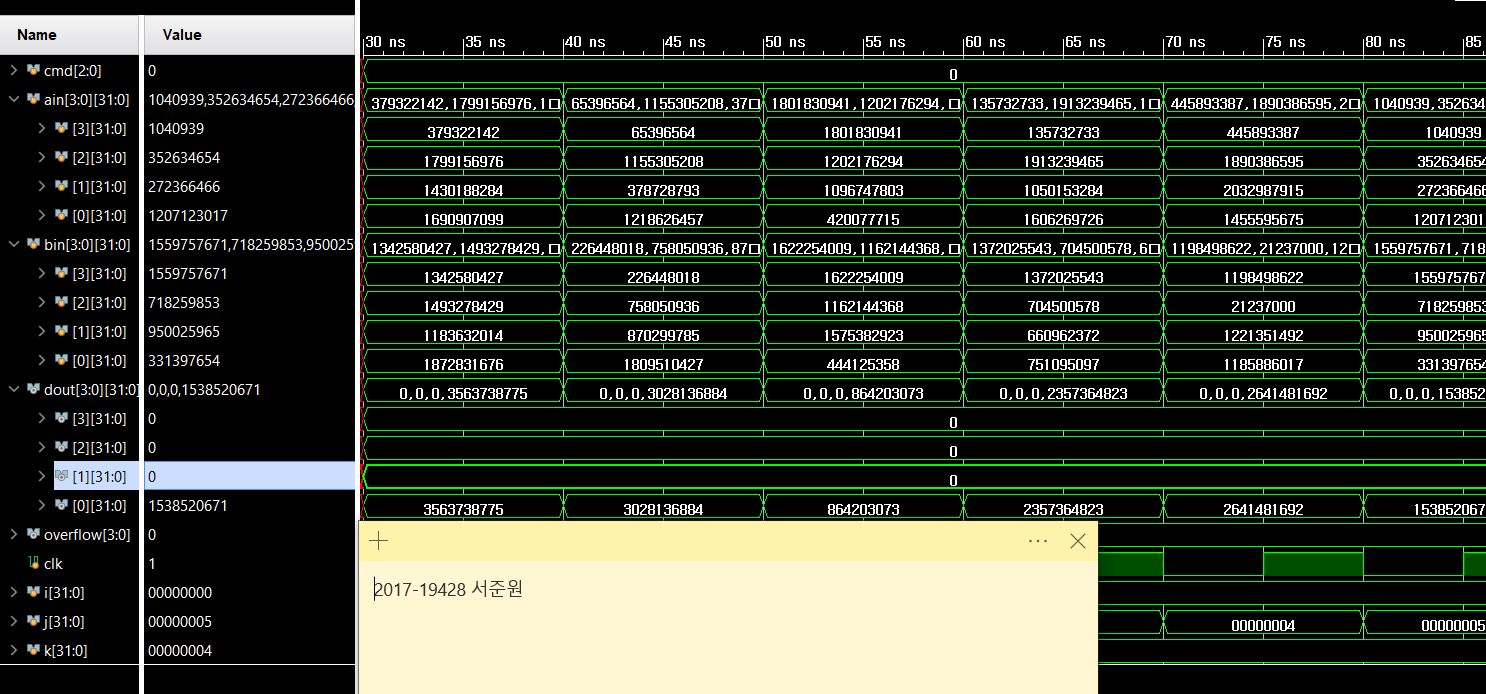 Name Value
30 ns 35 ns 40 ns 45 ns 50 ns 55 ns 60 ns 65 ns 70 ns 75 ns 80 ns 85
cmd[2:0] 0 0
ain[3:0][31:0] 1040939,352634654,272366466 379322142,1799156976,1□ 65396564,1155305208,37□ 1801830941,1202176294,□ 135732733,1913239465,1□ 445893387,1890386595,2□ 1040939,352634
[3][31:0] 1040939 379322142 65396564 1801830941 135732733 445893387 1040939
[2][31:0] 352634654 1799156976 1155305208 1202176294 1913239465 1890386595 352634654
[1][31:0] 272366466 1430188284 378728793 1096747803 1050153284 2032987915 272366466
[0][31:0] 1207123017 1690907099 1218626457 420077715 1606269726 1455595675 120712301
bin[3:0][31:0] 1559757671,718259853,950025 1342580427,1493278429,□ 226448018,758050936,87□ 1622254009,1162144368,□ 1372025543,704500578,6□ 1198498622,21237000,12□ 1559757671,718
[3][31:0] 1559757671 1342580427 226448018 1622254009 1372025543 1198498622 155975767
[2][31:0] 718259853 1493278429 758050936 1162144368 704500578 21237000 718259853
[1][31:0] 950025965 1183632014 870299785 1575382923 660962372 1221351492 950025965
[0][31:0] 331397654 1872831676 1809510427 444125358 751095097 1185886017 331397654
dout[3:0][31:0] 0,0,0,1538520671 0,0,0,3563738775 0,0,0,3028136884 0,0,0,864203073 0,0,0,2357364823 0,0,0,2641481692 0,0,0,153852
[3][31:0] 0 0
[2][31:0] 0 0
[1][31:0] 0 0
[0][31:0] 1538520671 3563738775 3028136884 864203073 2357364823 2641481692 153852067
overflow[3:0] 0
clk 1
i[31:0] 00000000
j[31:0] 00000005 00000004 00000005
k[31:0] 00000004
2017-19428 서준원